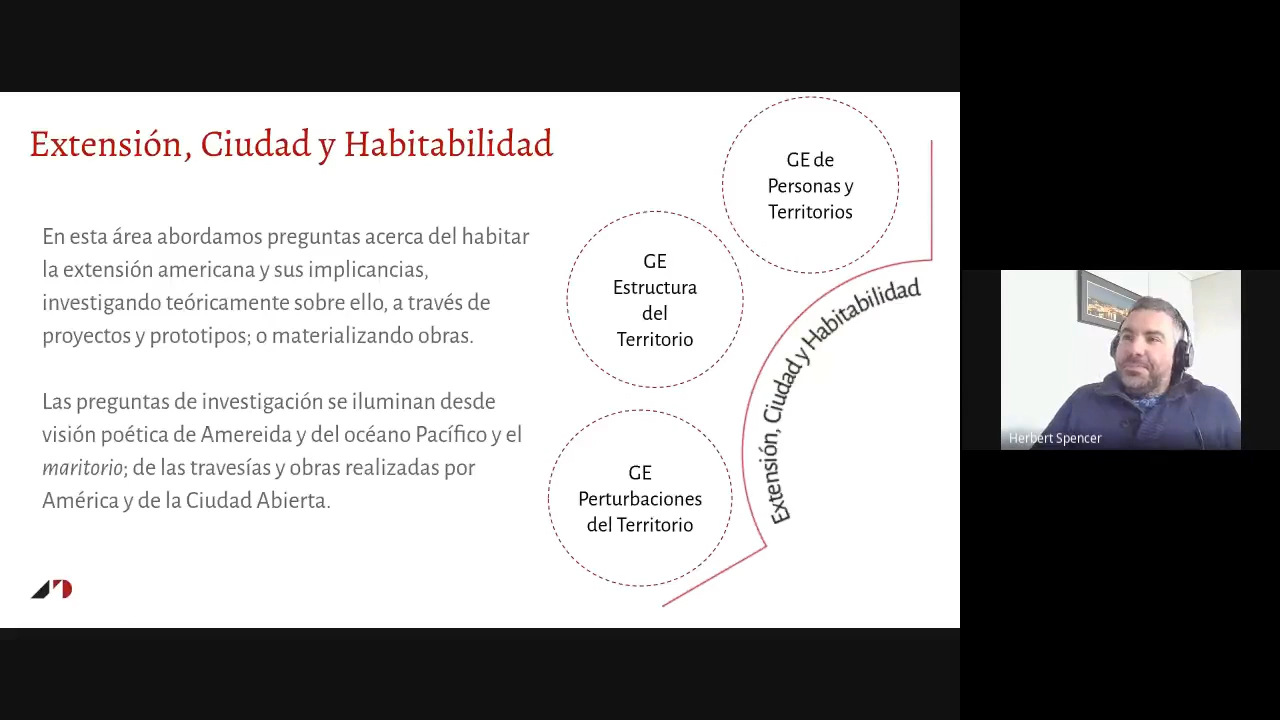 Extensión, Ciudad y Habitabilidad
En esta área abordamos preguntas acerca del habitar
la extensión americana y sus implicancias,
investigando teóricamente sobre ello, a través de
proyectos y prototipos; o materializando obras.
Las preguntas de investigación se iluminan desde
visión poética de Amereida y del océano Pacífico y el
maritorio; de las travesías y obras realizadas por
América y de la Ciudad Abierta.
GE de
Personas y
Territorios
GE
Estructura
del
Territorio
GE
Perturbaciones
del Territorio
Extensión, Ciudad y Habitabilidad
Herbert Spencer